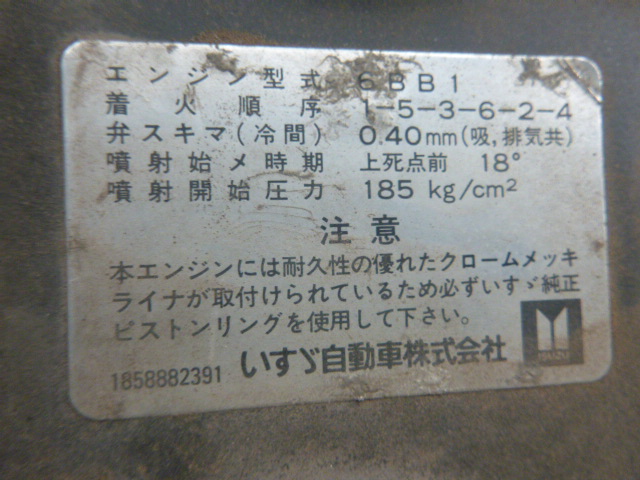 エンジン型式 6BB1
着火順序 1-5-3-6-2-4
弁スキマ(冷間) 0.40mm(吸,排気共)
噴射始メ時期 上死点前 18°
噴射開始圧力 185 kg/cm²
注意
本エンジンには耐久性の優れたクロームメッキ
ライナが取付けられているため必ずいすゞ純正
ピストンリングを使用して下さい。
1858882391 いすゞ自動車株式会社
ISUZU